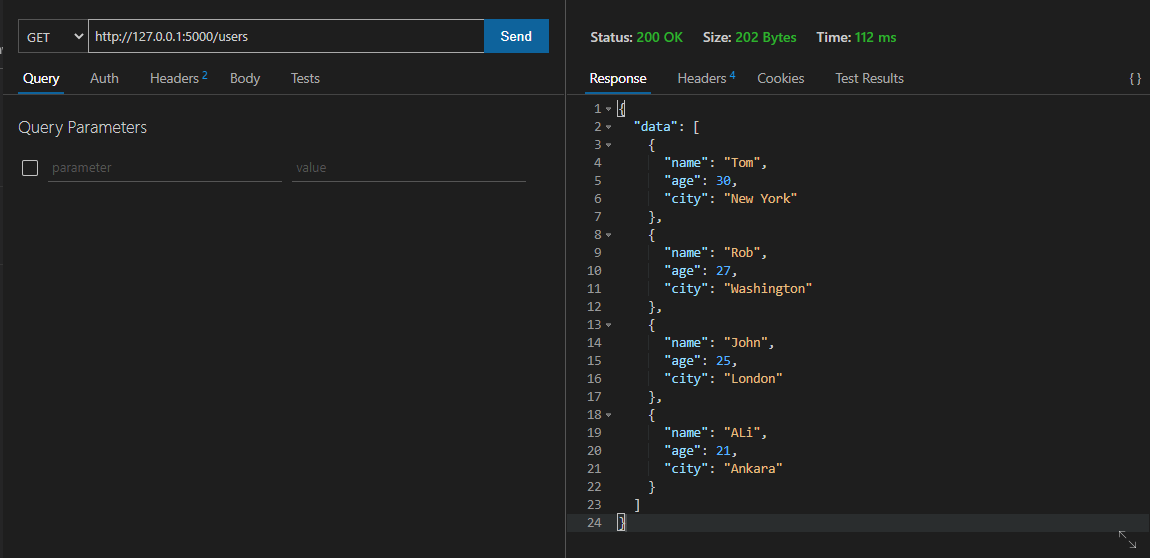 GET http://127.0.0.1:5000/users Send
Query Auth Headers 2 Body Tests
Query Parameters
parameter value
Status: 200 OK Size: 202 Bytes Time: 112 ms
Response Headers 4 Cookies Test Results {}
1 {
2 "data": [
3 {
4 "name": "Tom",
5 "age": 30,
6 "city": "New York"
7 },
8 {
9 "name": "Rob",
10 "age": 27,
11 "city": "Washington"
12 },
13 {
14 "name": "John",
15 "age": 25,
16 "city": "London"
17 },
18 {
19 "name": "ALi",
20 "age": 21,
21 "city": "Ankara"
22 }
23 ]
24 }